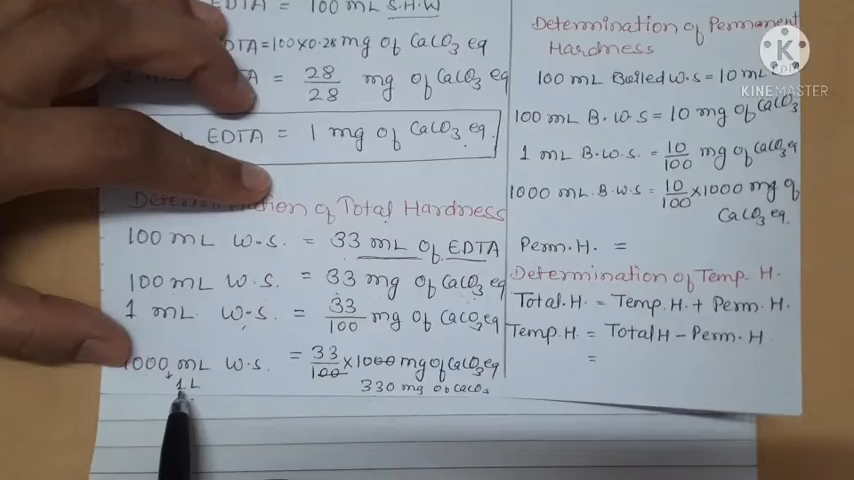 EDTA = 100 mL S.H.W
EDTA = 100×0.28 mg of CaCO3 eq
= 28/28 mg of CaCO3 eq
EDTA = 1 mg of CaCO3 eq.
Determination of Total Hardness
100 mL W.S. = 33 mL of EDTA
100 mL W.S. = 33 mg of CaCO3 eq
1 mL W.S. = 33/100 mg of CaCO3 eq
1000 mL W.S. = 33/100 × 1000 mg of CaCO3 eq
1L
330 mg of CaCO3
Determination of Permanent
Hardness
100 mL Boiled W.S = 10 mL
100 mL B.W.S = 10 mg of CaCO3
1 mL B.W.S. = 10/100 mg of CaCO3 eq
1000 mL B.W.S = 10/100 × 1000 mg of
CaCO3 eq.
Perm.H. =
Determination of Temp H.
Total.H. = Temp.H. + Perm.H.
Temp.H. = Total H - Perm.H
=
K
KINEMASTER